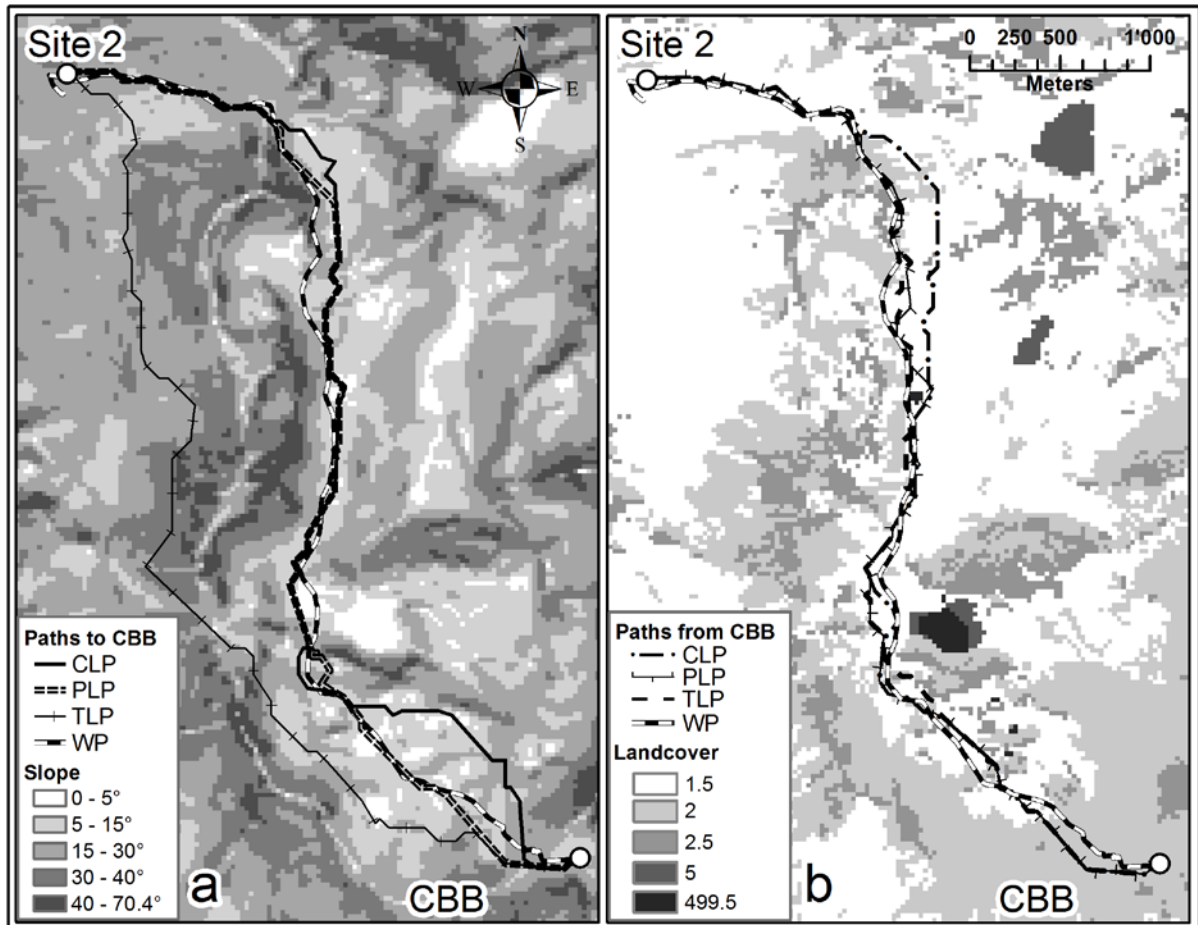 Site 2
N
W
E
S
Paths to CBB
CLP
PLP
TLP
WP
Slope
0 - 5°
5 - 15°
15 - 30°
30 - 40°
40 - 70.4°
a
CBB
Site 2
0 250 500 1'000
Meters
Paths from CBB
CLP
PLP
TLP
WP
Landcover
1.5
2
2.5
5
499.5
b
CBB